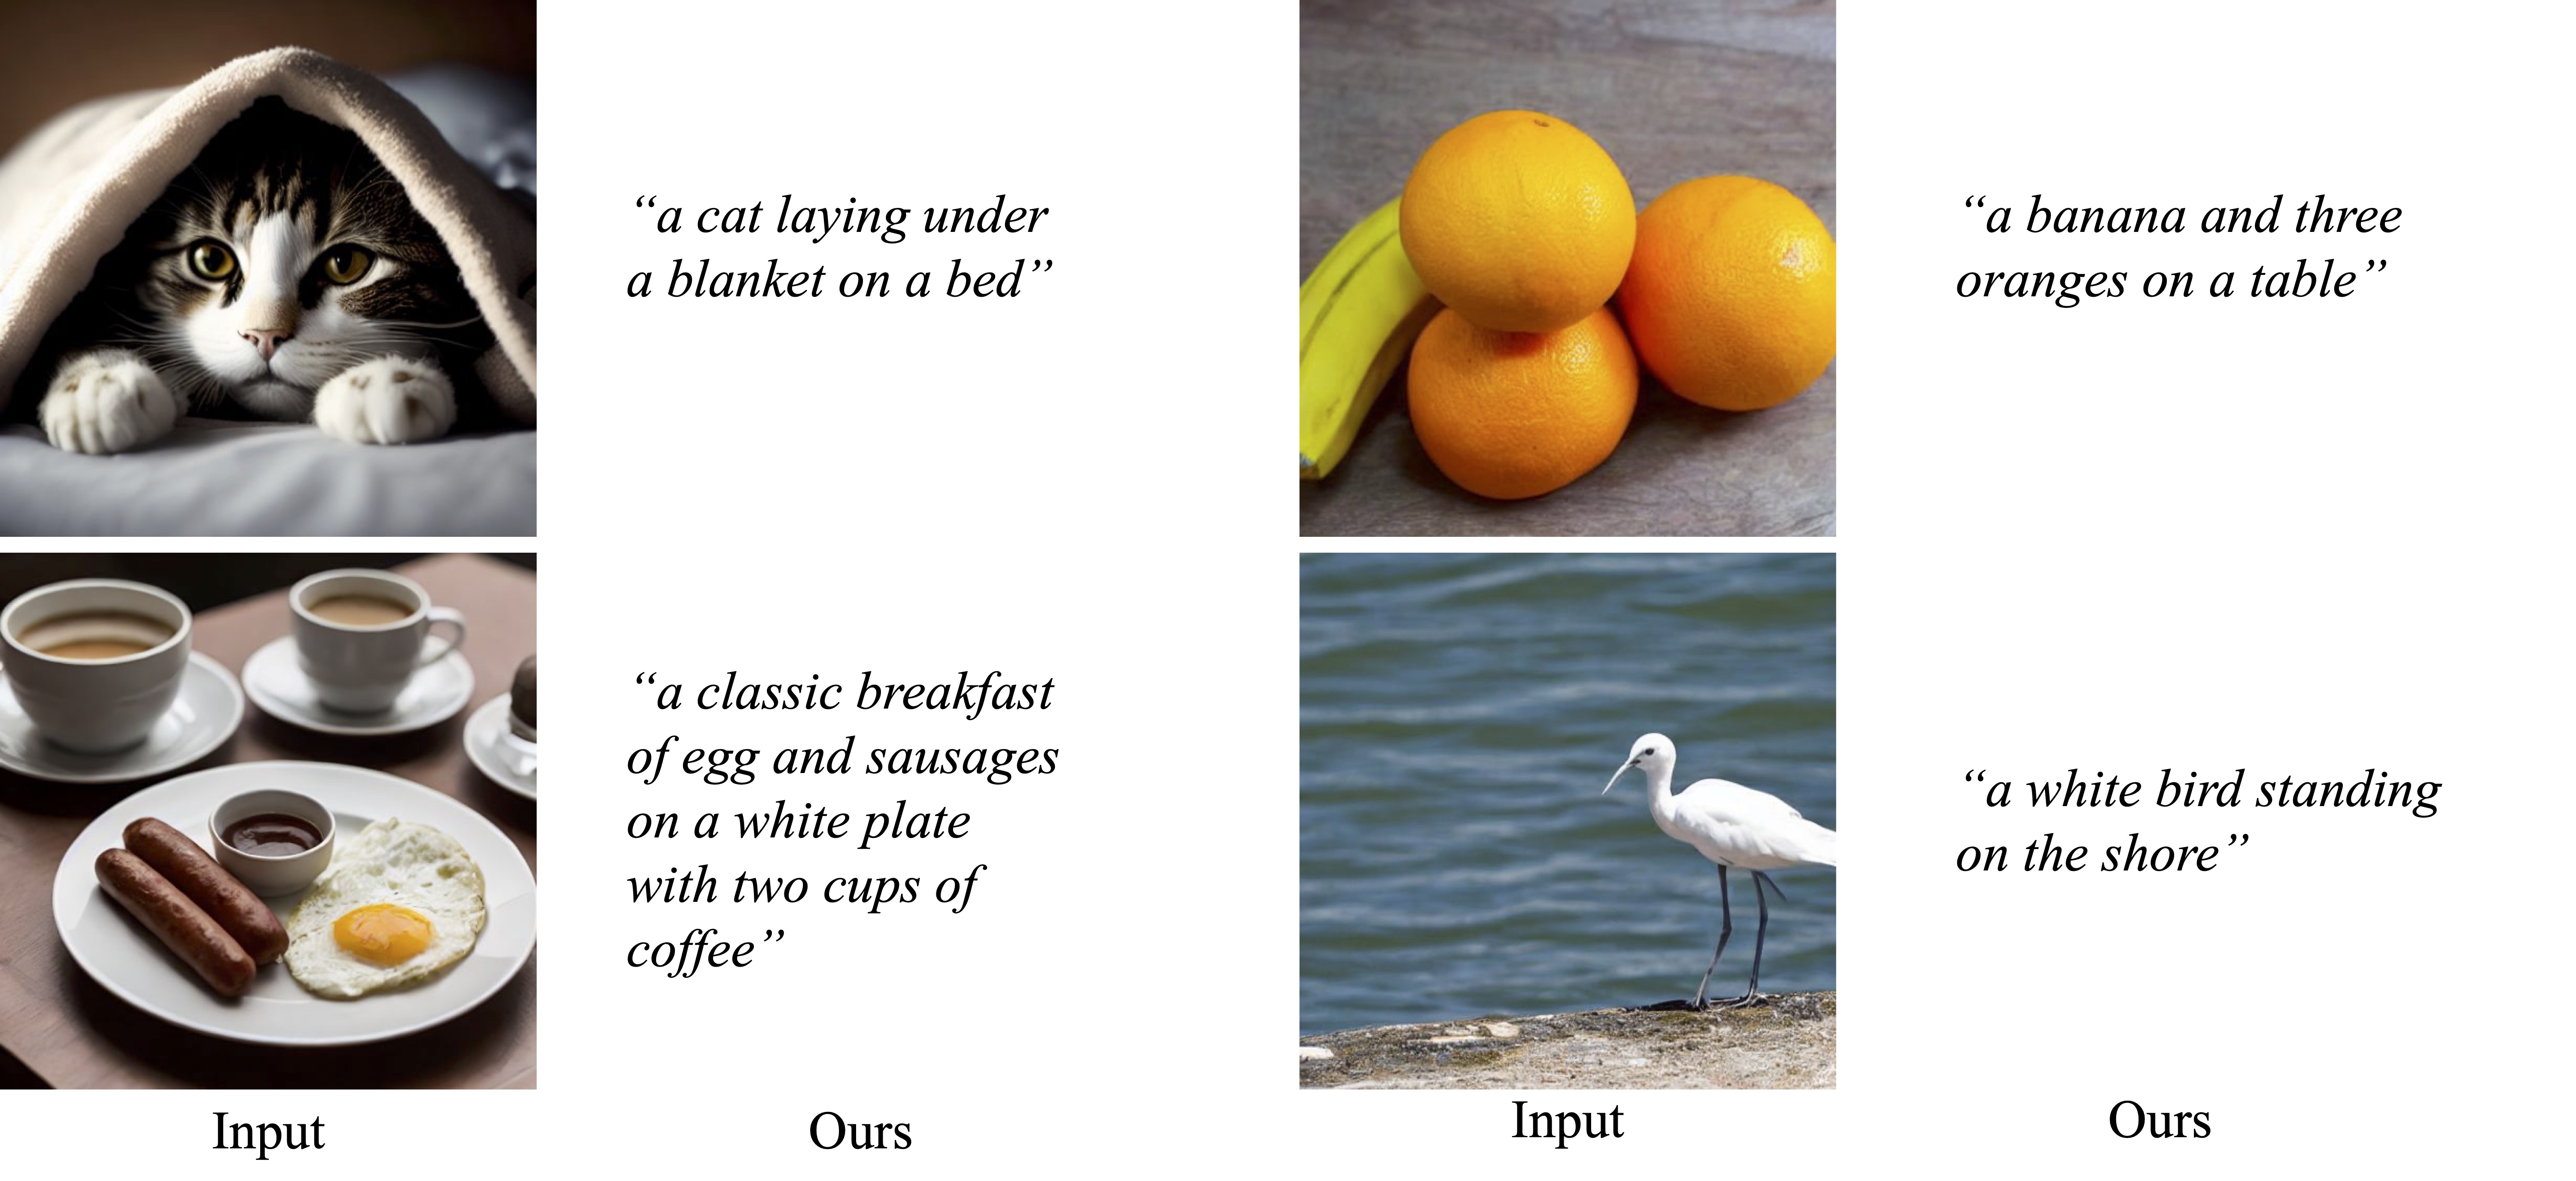 “a cat laying under
a blanket on a bed”
“a banana and three
oranges on a table”
“a classic breakfast
of egg and sausages
on a white plate
with two cups of
coffee”
“a white bird standing
on the shore”
Input
Ours
Input
Ours